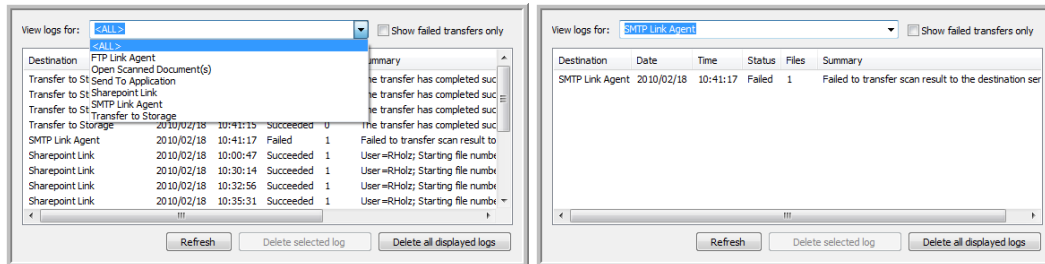 View logs for: <ALL> Show failed transfers only
<ALL>
FTP Link Agent
Open Scanned Document(s)
Send To Application
Sharepoint Link
SMTP Link Agent
Transfer to Storage
Destination ummary
Transfer to St he transfer has completed suc
Transfer to St he transfer has completed suc
Transfer to St he transfer has completed suc
Transfer to Storage 2010/02/18 10:41:15 Succeeded 0 The transfer has completed suc
SMTP Link Agent 2010/02/18 10:41:17 Failed 1 Failed to transfer scan result to
Sharepoint Link 2010/02/18 10:00:47 Succeeded 1 User=RHolz; Starting file numbe
Sharepoint Link 2010/02/18 10:30:14 Succeeded 1 User=RHolz; Starting file numbe
Sharepoint Link 2010/02/18 10:32:56 Succeeded 1 User=RHolz; Starting file numbe
Sharepoint Link 2010/02/18 10:35:31 Succeeded 1 User=RHolz; Starting file numbe
Refresh Delete selected log Delete all displayed logs
View logs for: SMTP Link Agent Show failed transfers only
Destination Date Time Status Files Summary
SMTP Link Agent 2010/02/18 10:41:17 Failed 1 Failed to transfer scan result to the destination ser
Refresh Delete selected log Delete all displayed logs